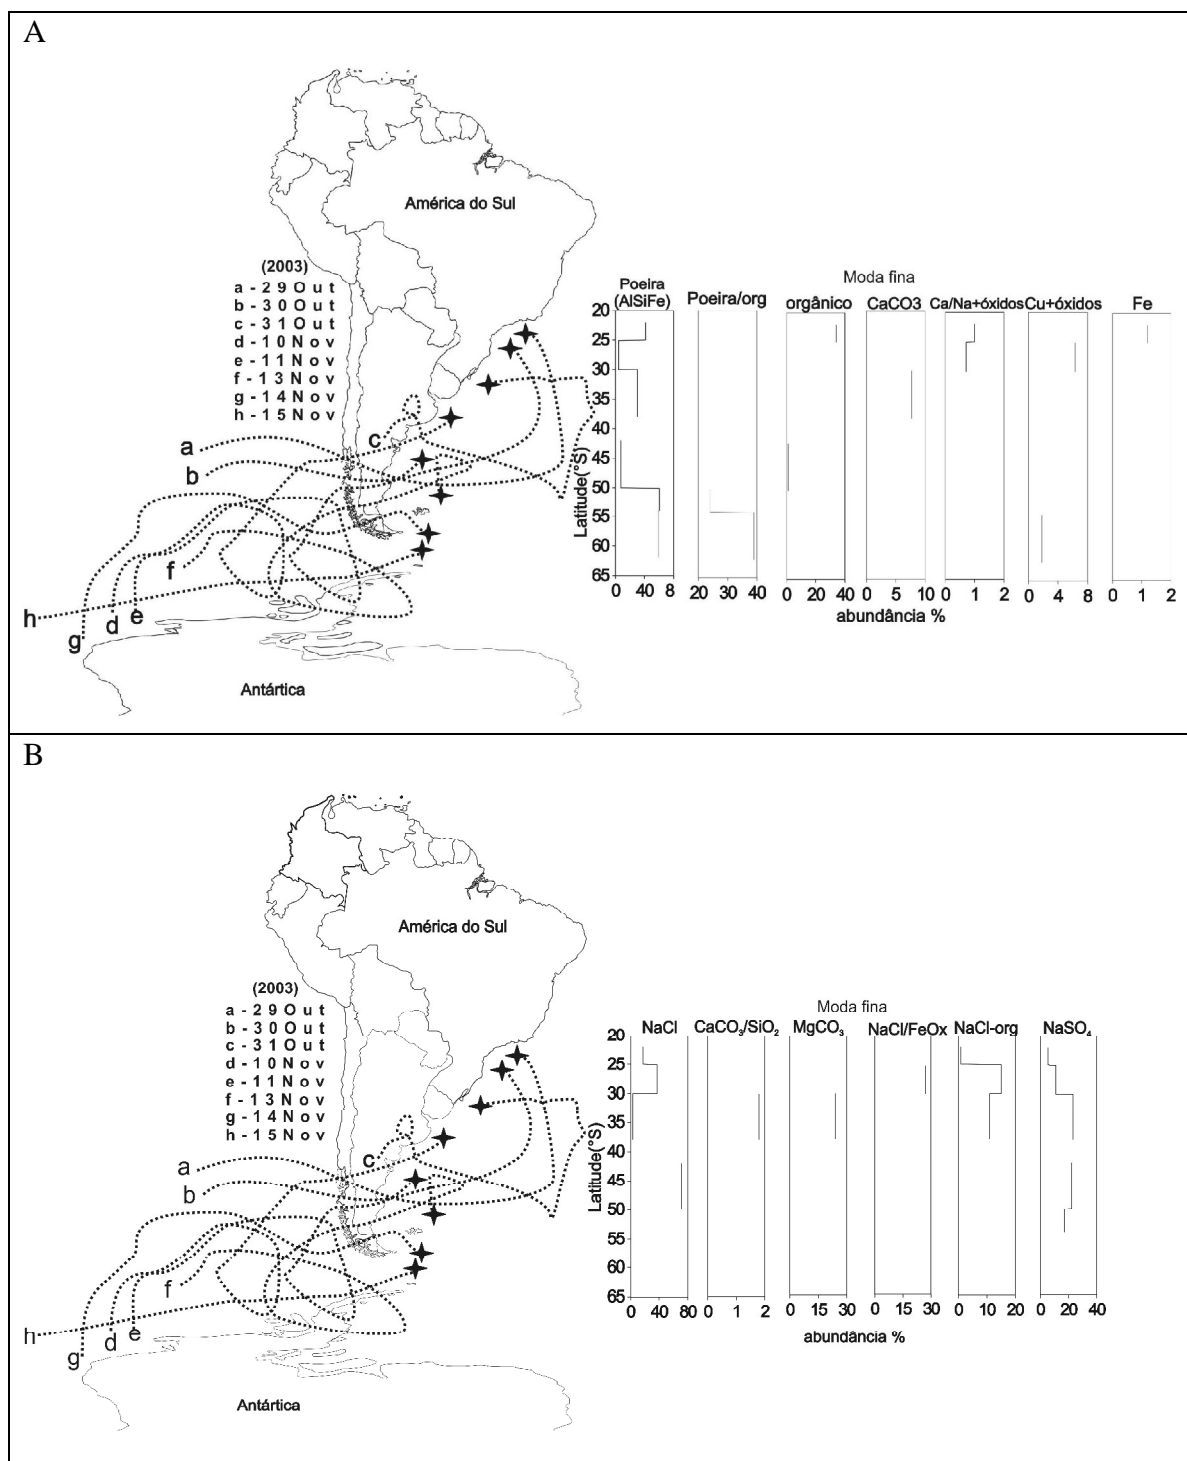 A
América do Sul
(2003)
a - 29 Out
b - 30 Out
c - 31 Out
d - 10 Nov
e - 11 Nov
f - 13 Nov
g - 14 Nov
h - 15 Nov
a
b
c
f
h
g
d
e
Antártica
Moda fina
Poeira
(AlSiFe)
Poeira/org
orgânico
CaCO3
Ca/Na+óxidos
Cu+óxidos
Fe
20
25
30
35
40
45
50
55
60
65
Latitude(°S)
0 40 8
0 20/40
0 20 40
0 5 10
0 1 2
0 4 8
0 1 2
abundância %
B
América do Sul
(2003)
a - 29 Out
b - 30 Out
c - 31 Out
d - 10 Nov
e - 11 Nov
f - 13 Nov
g - 14 Nov
h - 15 Nov
a
b
c
f
h
g
d
e
Antártica
Moda fina
NaCl
CaCO₃/SiO₂
MgCO₃
NaCl/FeOx
NaCl-org
NaSO₄
20
25
30
35
40
45
50
55
60
65
Latitude(°S)
0 40 80
0 1 2
0 15 30
0 15 30
0 10 20
0 20 40
abundância %